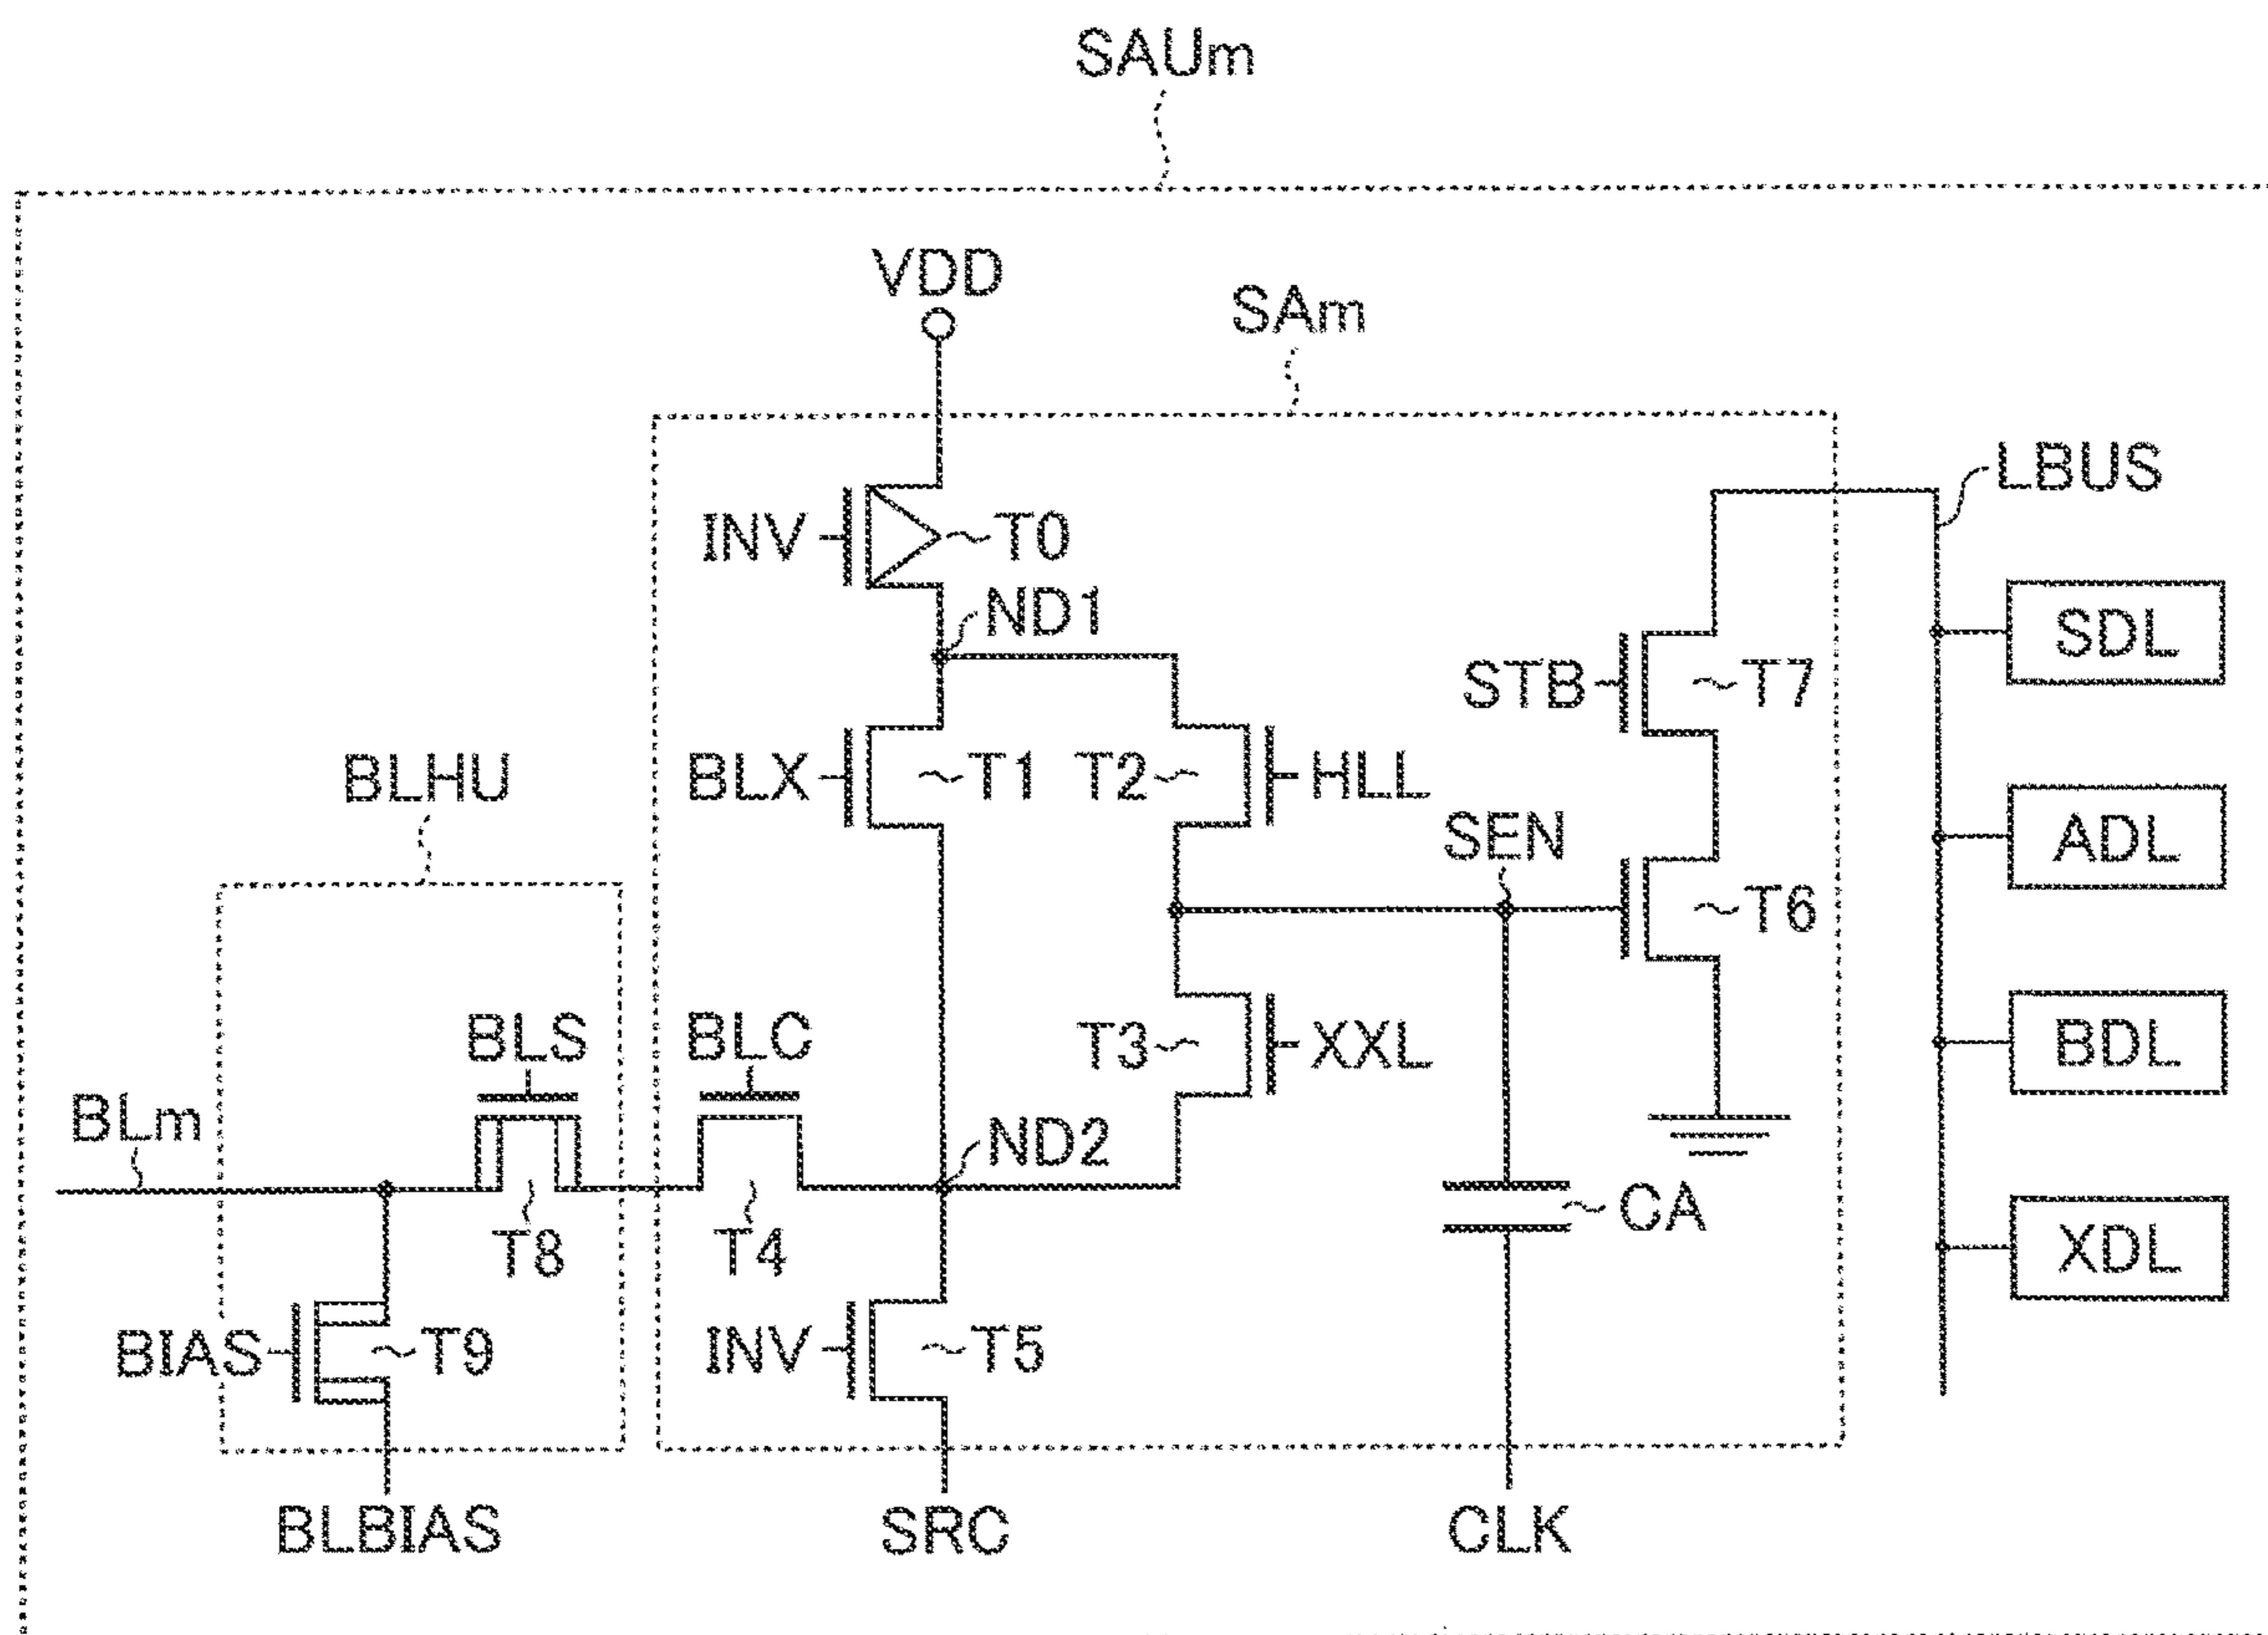 SAUm
VDD
SAm
LBUS
INV
T0
ND1
SDL
STB
T7
BLHU
BLX
T1
T2
HLL
SEN
ADL
T6
BLS
BLC
T3
XXL
BDL
BLm
ND2
T8
T4
CA
XDL
BIAS
T9
INV
T5
BLBIAS
SRC
CLK